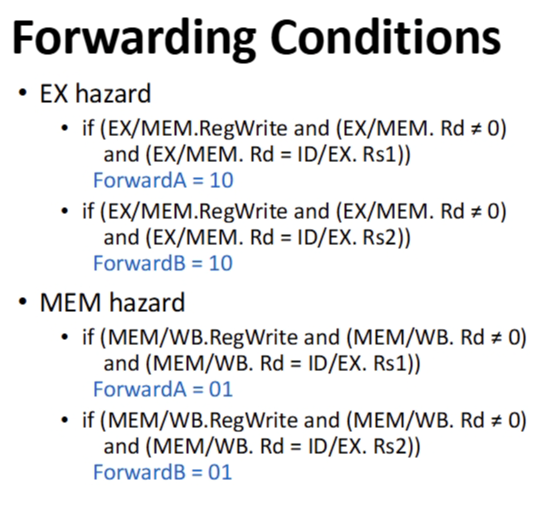 Forwarding Conditions
• EX hazard
• if (EX/MEM.RegWrite and (EX/MEM. Rd ≠ 0)
and (EX/MEM. Rd = ID/EX. Rs1))
ForwardA = 10
• if (EX/MEM.RegWrite and (EX/MEM. Rd ≠ 0)
and (EX/MEM. Rd = ID/EX. Rs2))
ForwardB = 10
• MEM hazard
• if (MEM/WB.RegWrite and (MEM/WB. Rd ≠ 0)
and (MEM/WB. Rd = ID/EX. Rs1))
ForwardA = 01
• if (MEM/WB.RegWrite and (MEM/WB. Rd ≠ 0)
and (MEM/WB. Rd = ID/EX. Rs2))
ForwardB = 01